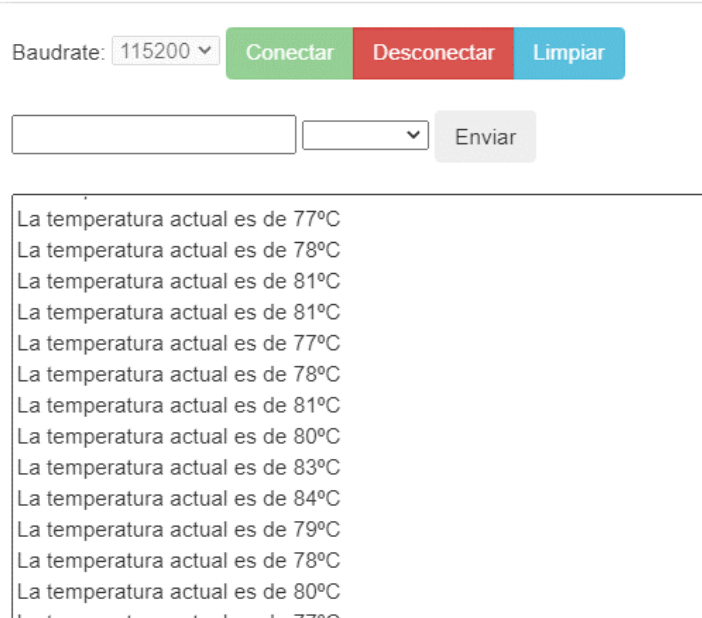 Baudrate: 115200 Conectar Desconectar Limpiar
Enviar
La temperatura actual es de 77ºC
La temperatura actual es de 78ºC
La temperatura actual es de 81ºC
La temperatura actual es de 81ºC
La temperatura actual es de 77ºC
La temperatura actual es de 78ºC
La temperatura actual es de 81ºC
La temperatura actual es de 80ºC
La temperatura actual es de 83ºC
La temperatura actual es de 84ºC
La temperatura actual es de 79ºC
La temperatura actual es de 78ºC
La temperatura actual es de 80ºC